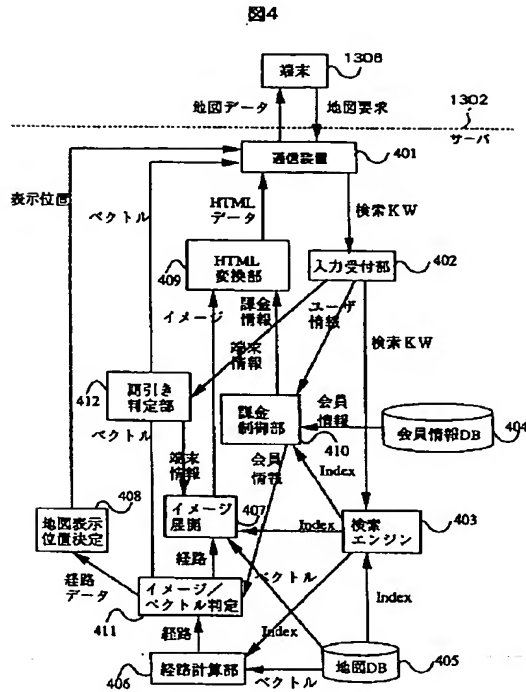 図4
端末
1308
地図データ
地図要求
1302
サーバ
通信装置
401
表示位置
ベクトル
HTML
データ
検索KW
409
HTML
変換部
入力受付部
402
イメージ
課金
情報
ユーザ
情報
端末
情報
検索KW
412
間引き
判定部
課金
制御部
410
会員
情報
会員情報DB
404
ベクトル
端末
情報
会員
情報
Index
408
地図表示
位置決定
イメージ
展開
407
Index
検索
エンジン
403
経路
データ
経路
ベクトル
Index
Index
イメージ/
ベクトル判定
411
経路
406
経路計算部
ベクトル
地図DB
405